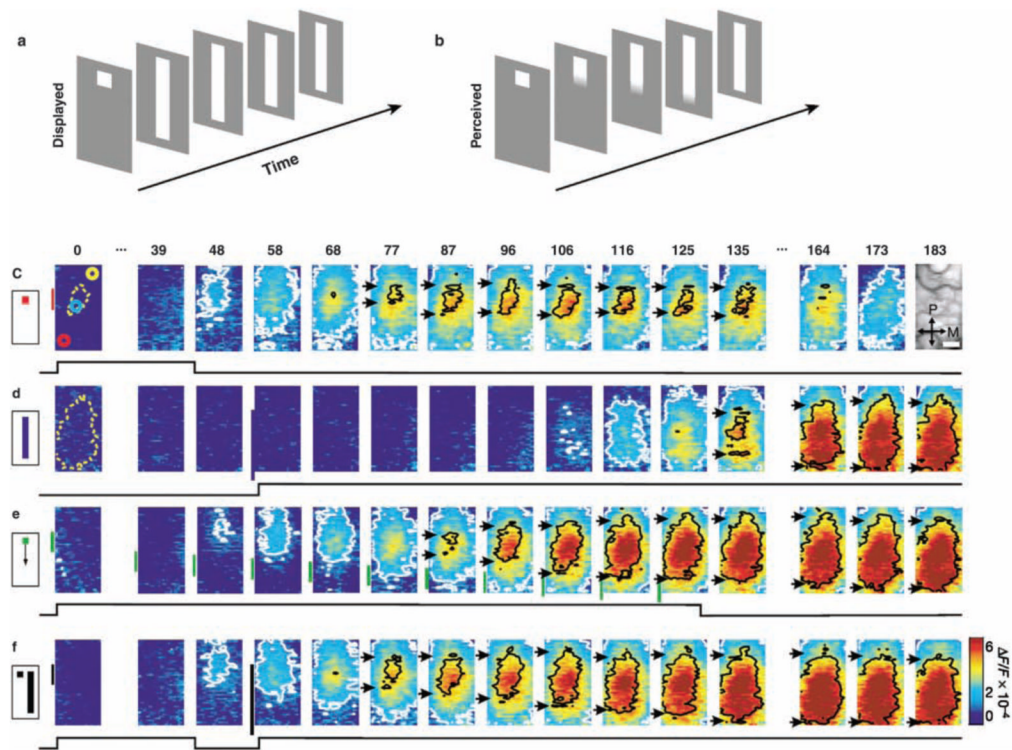 a
b
Displayed
Time
Perceived
0 ... 39 48 58 68 77 87 96 106 116 125 135 ... 164 173 183
C
P
M
d
e
f
6
4
2
0
ΔF/F × 10⁻⁴